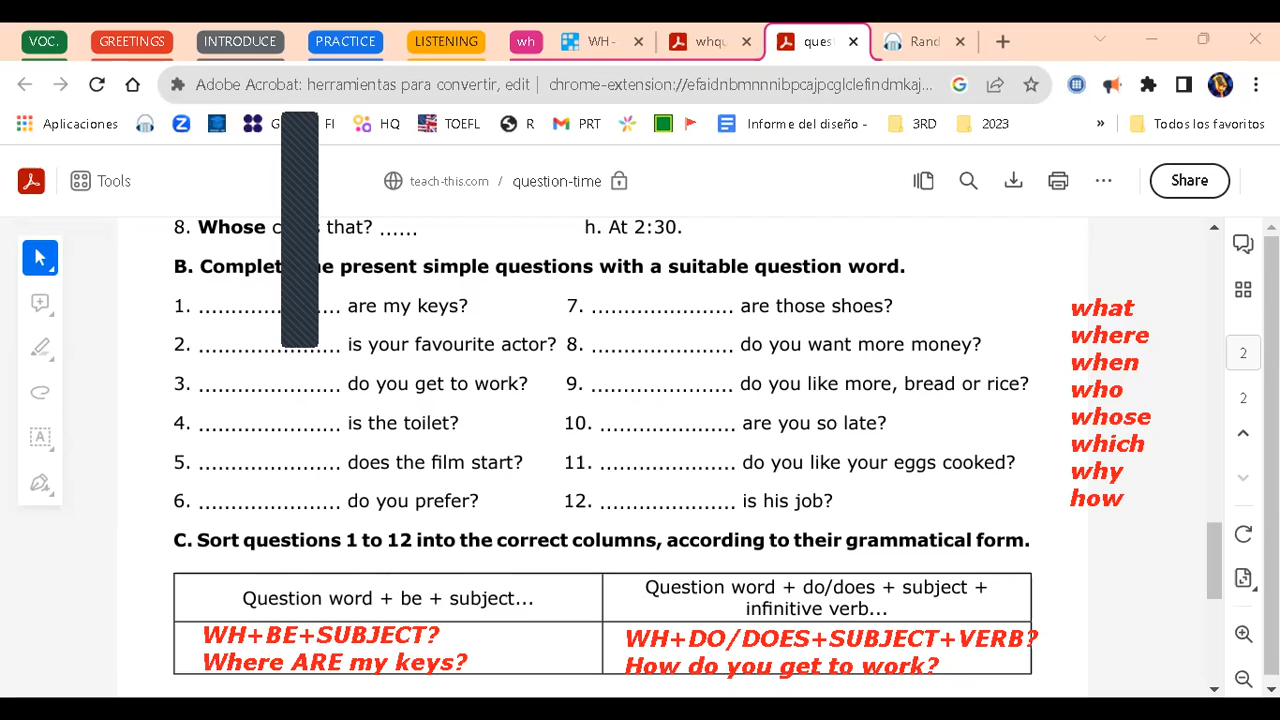 VOC. GREETINGS INTRODUCE PRACTICE LISTENING wh WH - whqu ques Rand
Adobe Acrobat: herramientas para convertir, edit | chrome-extension://efaidnbmnnnibpcajpcglclefindmkaj...
Aplicaciones G FI HQ TOEFL R PRT Informe del diseño - 3RD 2023 » Todos los favoritos
Tools teach-this.com / question-time Share
8. Whose that? ...... h. At 2:30.
B. present simple questions with a suitable question word.
1. ...................... are my keys? 7. ...................... are those shoes?
2. ...................... is your favourite actor? 8. ...................... do you want more money?
3. ...................... do you get to work? 9. ...................... do you like more, bread or rice?
4. ...................... is the toilet? 10. ..................... are you so late?
5. ...................... does the film start? 11. ..................... do you like your eggs cooked?
6. ...................... do you prefer? 12. ..................... is his job?
what
where
when
who
whose
which
why
how
2
2
C. Sort questions 1 to 12 into the correct columns, according to their grammatical form.
Question word + be + subject...
Question word + do/does + subject +
infinitive verb...
WH+BE+SUBJECT?
Where ARE my keys?
WH+DO/DOES+SUBJECT+VERB?
How do you get to work?